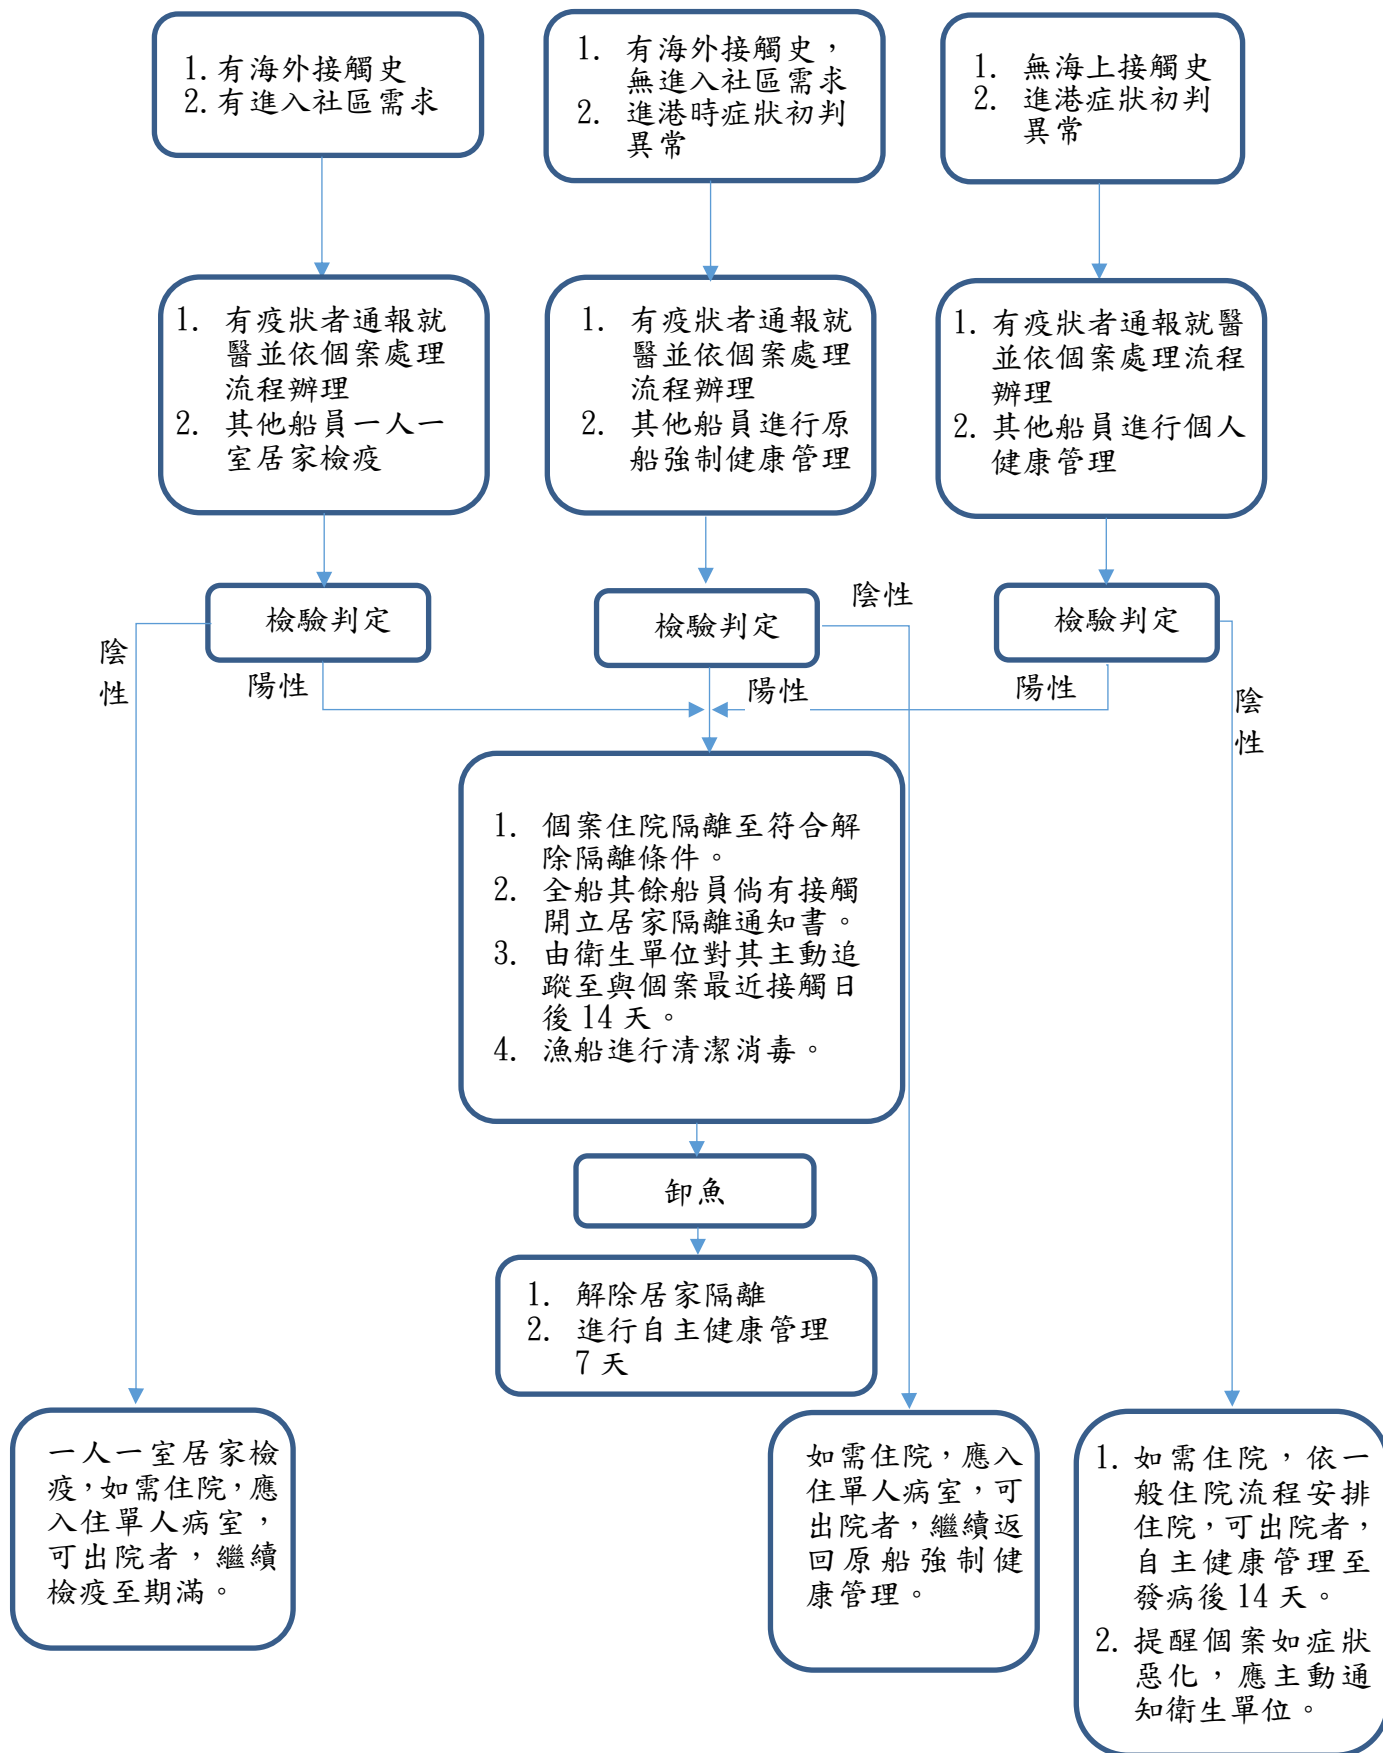 1. 有海外接觸史
2. 有進入社區需求
1. 有海外接觸史，
無進入社區需求
2. 進港時症狀初判
異常
1. 無海上接觸史
2. 進港症狀初判
異常
1. 有疫狀者通報就
醫並依個案處理
流程辦理
2. 其他船員一人一
室居家檢疫
1. 有疫狀者通報就
醫並依個案處理
流程辦理
2. 其他船員進行原
船強制健康管理
1. 有疫狀者通報就醫
並依個案處理流程
辦理
2. 其他船員進行個人
健康管理
檢驗判定
檢驗判定
檢驗判定
陰性
陽性
陰性
陽性
陽性
陰性
1. 個案住院隔離至符合解
除隔離條件。
2. 全船其餘船員倘有接觸
開立居家隔離通知書。
3. 由衛生單位對其主動追
蹤至與個案最近接觸日
後 14 天。
4. 漁船進行清潔消毒。
卸魚
1. 解除居家隔離
2. 進行自主健康管理
7 天
一人一室居家檢
疫，如需住院，應
入住單人病室，
可出院者，繼續
檢疫至期滿。
如需住院，應入
住單人病室，可
出院者，繼續返
回原船強制健
康管理。
1. 如需住院，依一
般住院流程安排
住院，可出院者，
自主健康管理至
發病後 14 天。
2. 提醒個案如症狀
惡化，應主動通
知衛生單位。